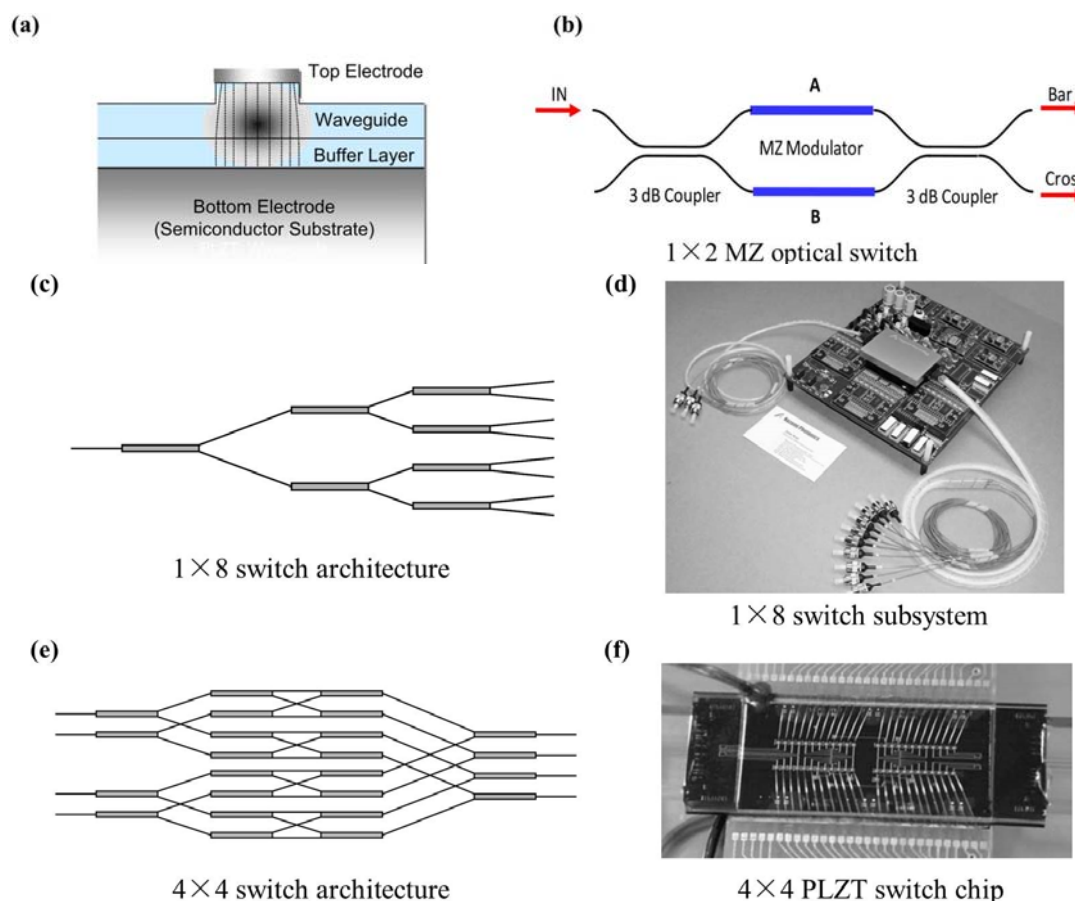 (a)
Top Electrode
Waveguide
Buffer Layer
Bottom Electrode
(Semiconductor Substrate)
(b)
IN
A
Bar
MZ Modulator
3 dB Coupler
3 dB Coupler
Cros
B
1×2 MZ optical switch
(c)
1×8 switch architecture
(d)
1×8 switch subsystem
(e)
4×4 switch architecture
(f)
4×4 PLZT switch chip